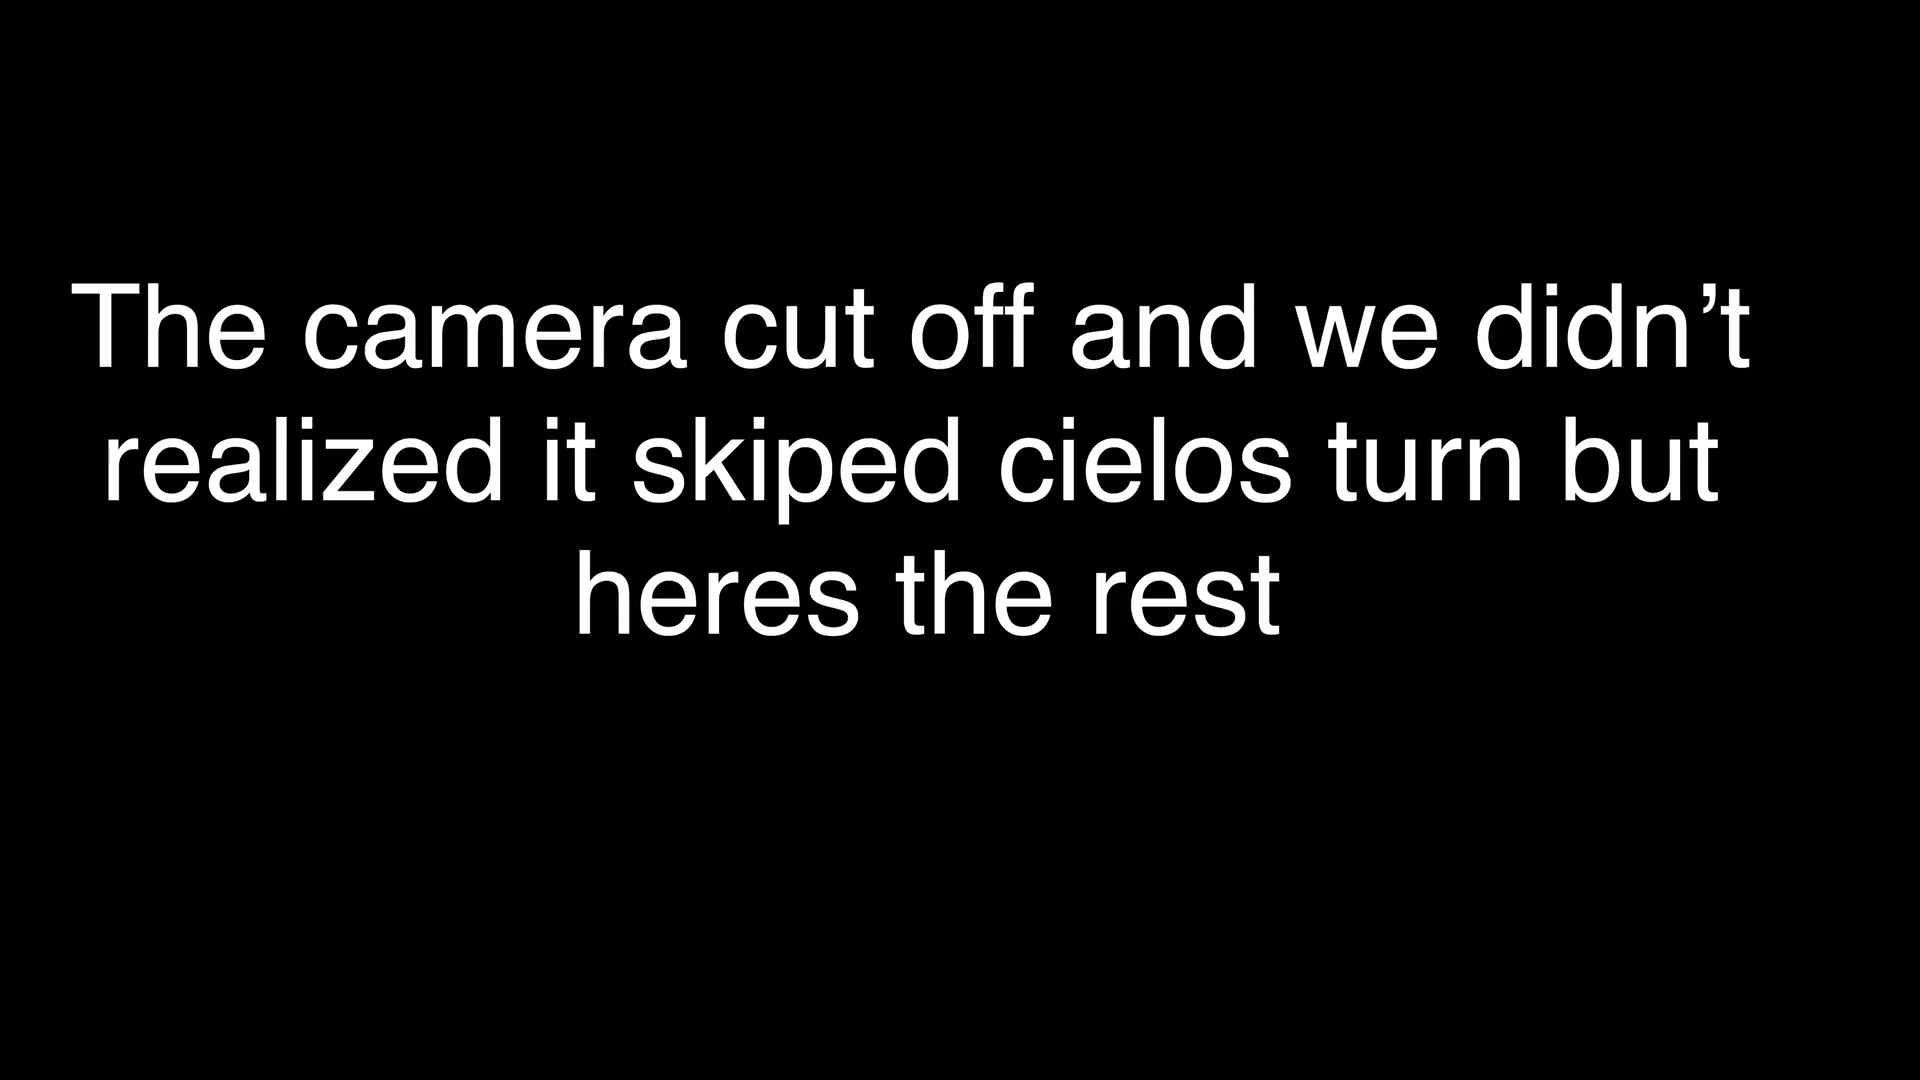 The camera cut off and we didn’t
realized it skiped cielos turn but
heres the rest